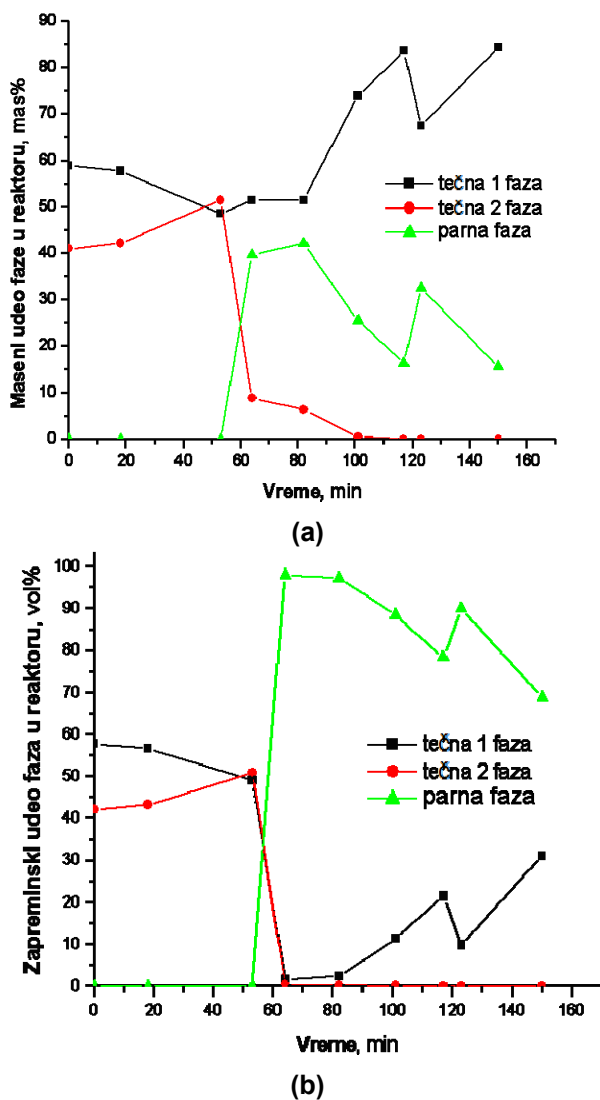 90
80
70
60
50
40
30
20
10
0
Maseni udeo faze u reaktoru, mas%
tečna 1 faza
tečna 2 faza
parna faza
0 20 40 60 80 100 120 140 160
Vreme, min
(a)
100
90
80
70
60
50
40
30
20
10
0
Zapreminski udeo faza u reaktoru, vol%
tečna 1 faza
tečna 2 faza
parna faza
0 20 40 60 80 100 120 140 160
Vreme, min
(b)